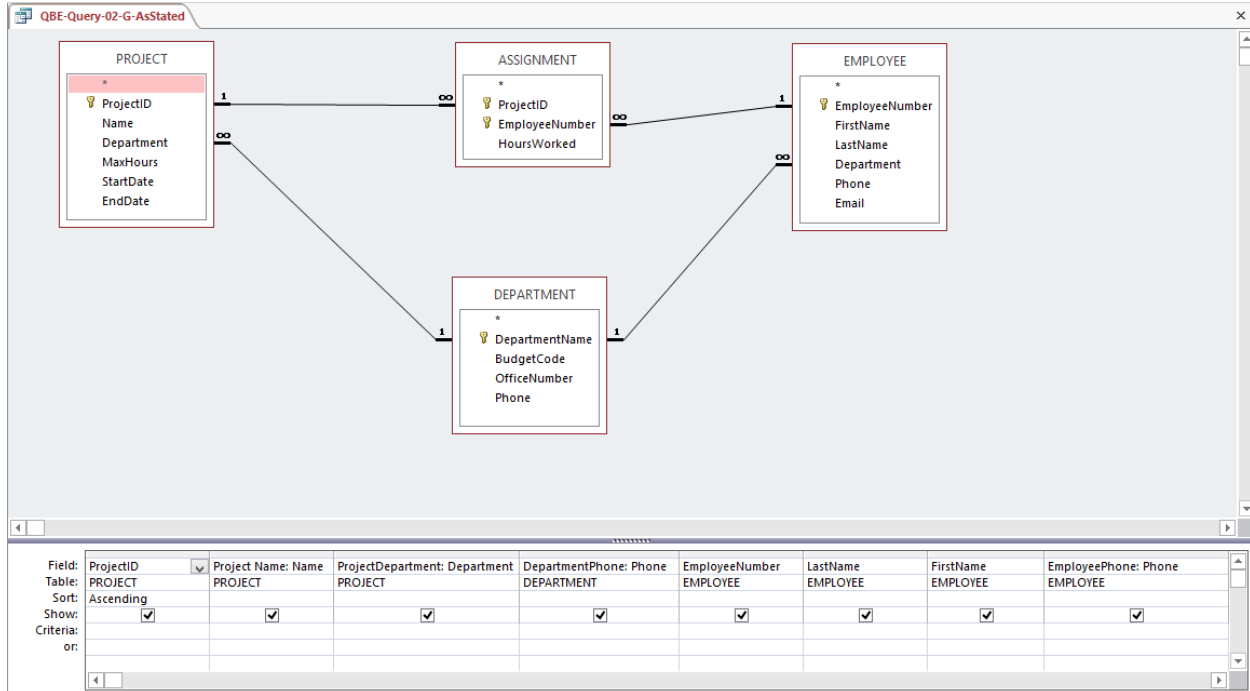 QBE-Query-02-G-AsStated
PROJECT
*
ProjectID
Name
Department
MaxHours
StartDate
EndDate
1
∞
∞
1
ASSIGNMENT
*
ProjectID
EmployeeNumber
HoursWorked
∞
1
EMPLOYEE
*
EmployeeNumber
FirstName
LastName
Department
Phone
Email
∞
1
DEPARTMENT
*
DepartmentName
BudgetCode
OfficeNumber
Phone
Field: ProjectID Project Name: Name ProjectDepartment: Department DepartmentPhone: Phone EmployeeNumber LastName FirstName EmployeePhone: Phone
Table: PROJECT PROJECT PROJECT DEPARTMENT EMPLOYEE EMPLOYEE EMPLOYEE EMPLOYEE
Sort: Ascending
Show:
Criteria:
or: